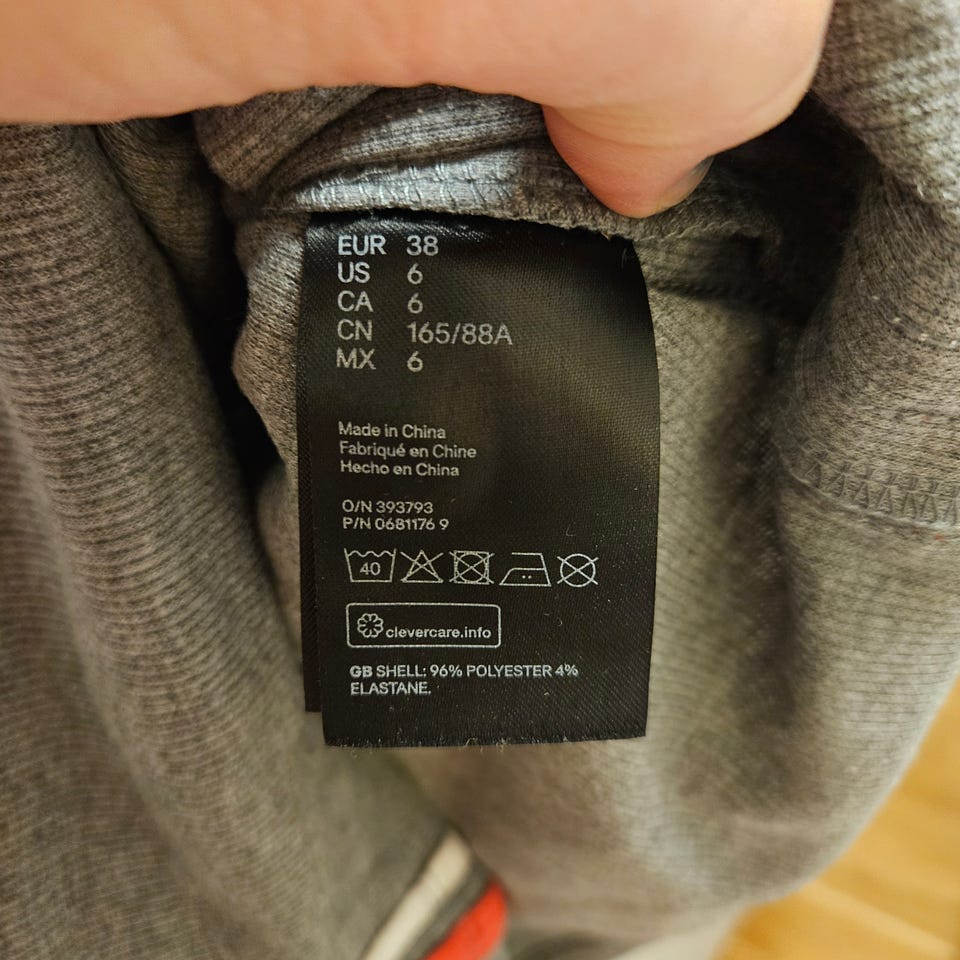 EUR 38
US 6
CA 6
CN 165/88A
MX 6
Made in China
Fabriqué en Chine
Hecho en China
O/N 393793
P/N 0681176 9
40
clevercare.info
GB SHELL: 96% POLYESTER 4%
ELASTANE.